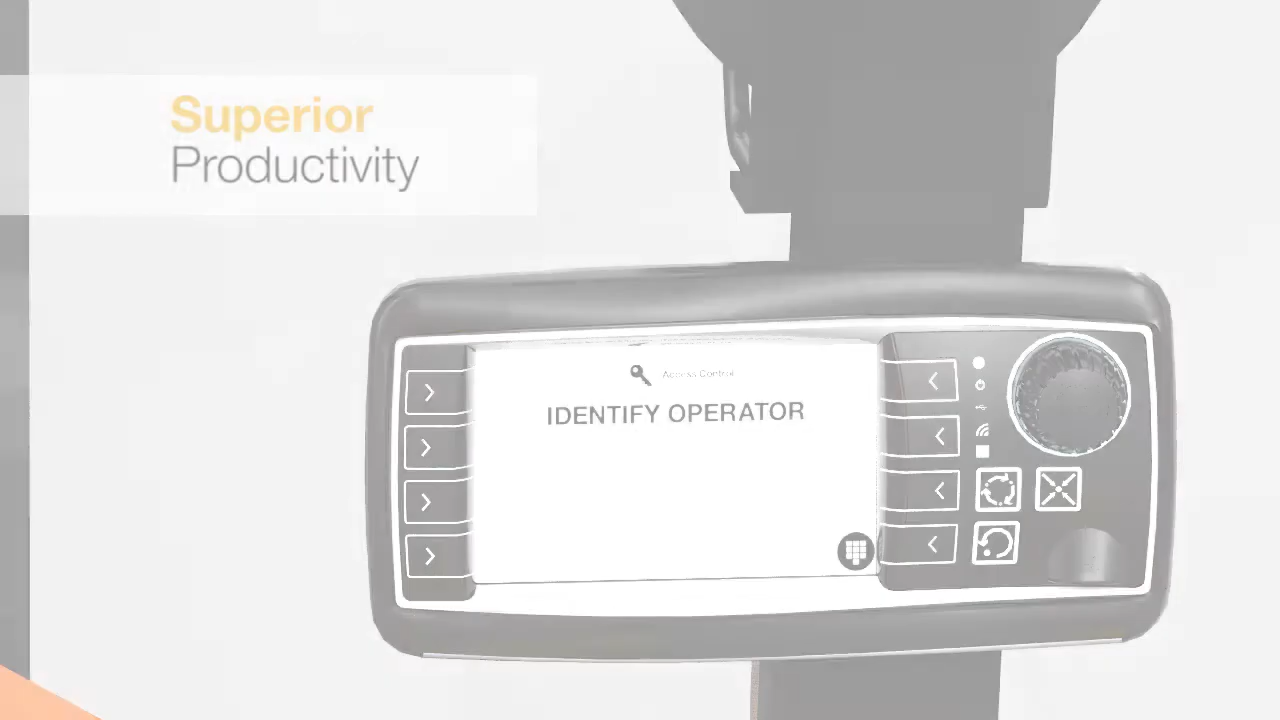 Superior
Productivity
Access Control
IDENTIFY OPERATOR